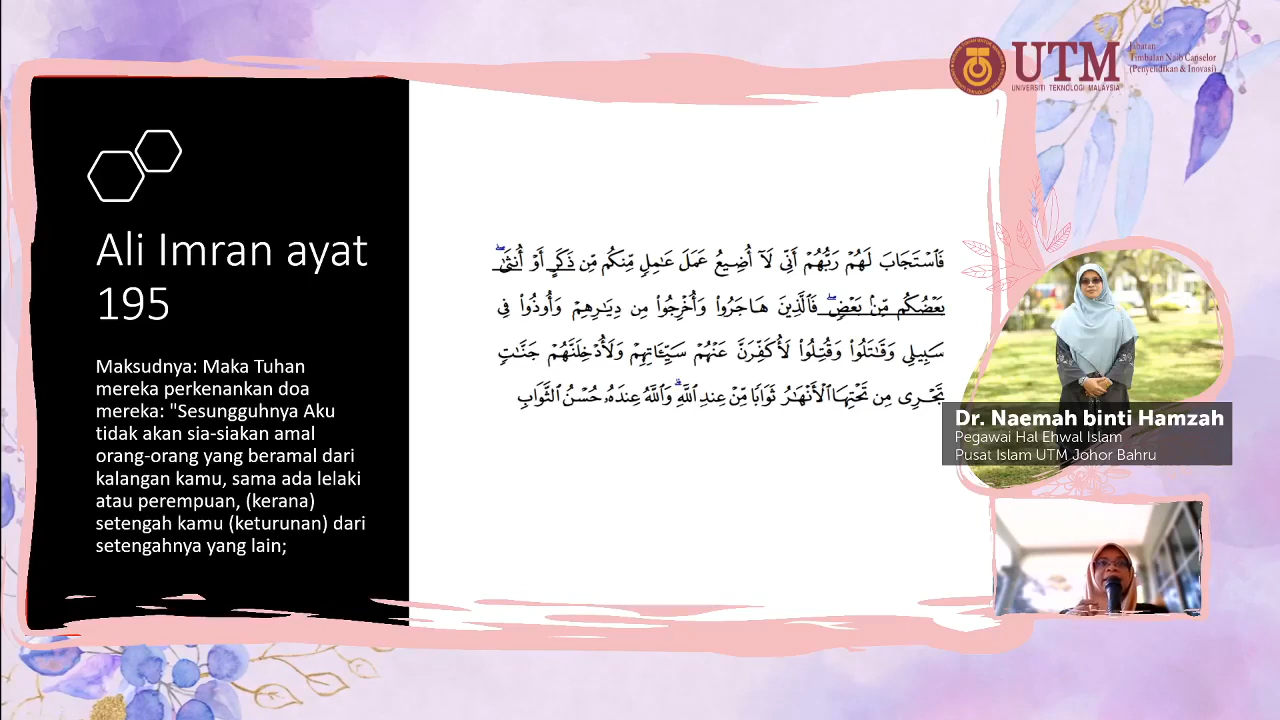 UTM
UNIVERSITI TEKNOLOGI MALAYSIA
Jabatan
Timbalan Naib Canselor
(Penyelidikan & Inovasi)
Ali Imran ayat
195
Maksudnya: Maka Tuhan
mereka perkenankan doa
mereka: "Sesungguhnya Aku
tidak akan sia-siakan amal
orang-orang yang beramal dari
kalangan kamu, sama ada lelaki
atau perempuan, (kerana)
setengah kamu (keturunan) dari
setengahnya yang lain;
فَٱسْتَجَابَ لَهُمْ رَبُّهُمْ أَنِّى لَآ أُضِيعُ عَمَلَ عَٰمِلٍ مِّنكُم مِّن ذَكَرٍ أَوْ أُنثَىٰ ۖ
بَعْضُكُم مِّنۢ بَعْضٍ ۖ فَٱلَّذِينَ هَاجَرُوا۟ وَأُخْرِجُوا۟ مِن دِيَٰرِهِمْ وَأُوذُوا۟ فِى
سَبِيلِى وَقَٰتَلُوا۟ وَقُتِلُوا۟ لَأُكَفِّرَنَّ عَنْهُمْ سَيِّـَٔاتِهِمْ وَلَأُدْخِلَنَّهُمْ جَنَّٰتٍ
تَجْرِى مِن تَحْتِهَا ٱلْأَنْهَٰرُ ثَوَابًا مِّنْ عِندِ ٱللَّهِ ۗ وَٱللَّهُ عِندَهُۥ حُسْنُ ٱلثَّوَابِ
Dr. Naemah binti Hamzah
Pegawai Hal Ehwal Islam
Pusat Islam UTM Johor Bahru